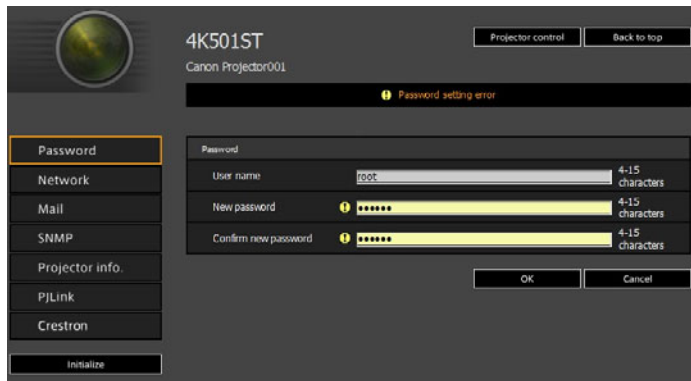 4K501ST
Canon Projector001
Projector control
Back to top
! Password setting error
Password
Network
Mail
SNMP
Projector info.
PJLink
Crestron
Initialize
Password
User name root 4-15 characters
New password ! •••••• 4-15 characters
Confirm new password ! •••••• 4-15 characters
OK
Cancel